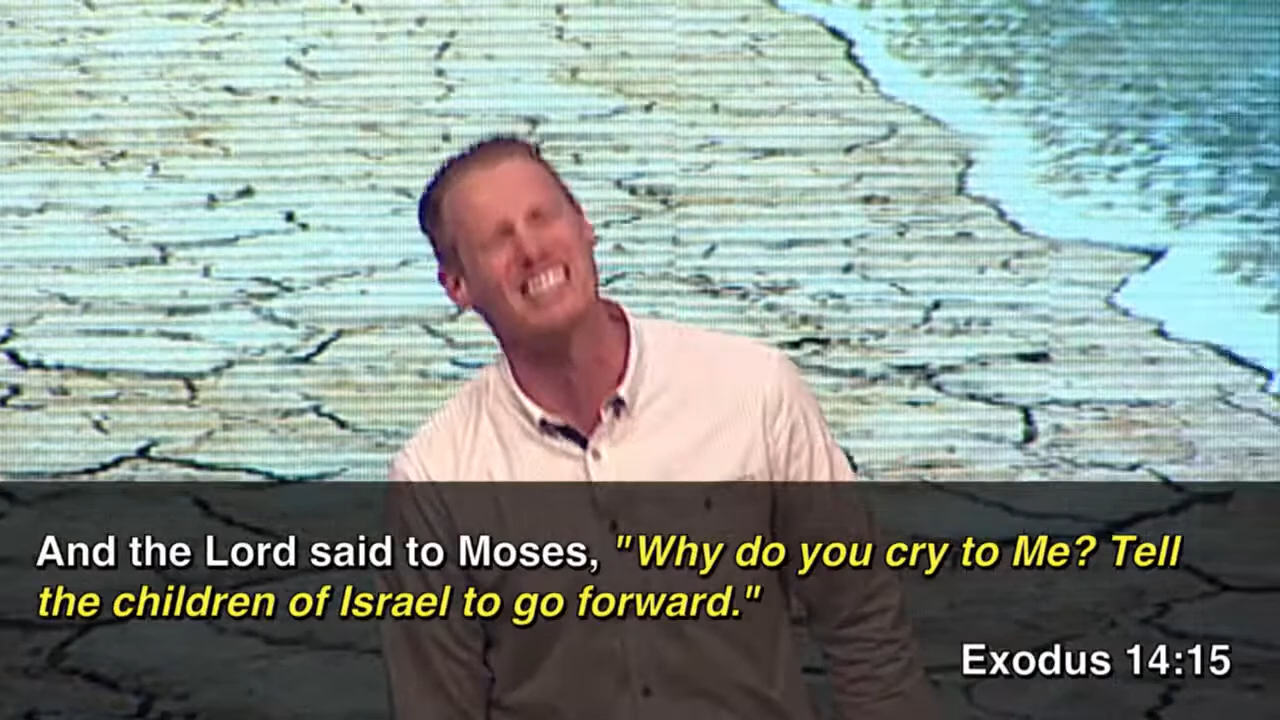 And the Lord said to Moses, "Why do you cry to Me? Tell
the children of Israel to go forward."
Exodus 14:15